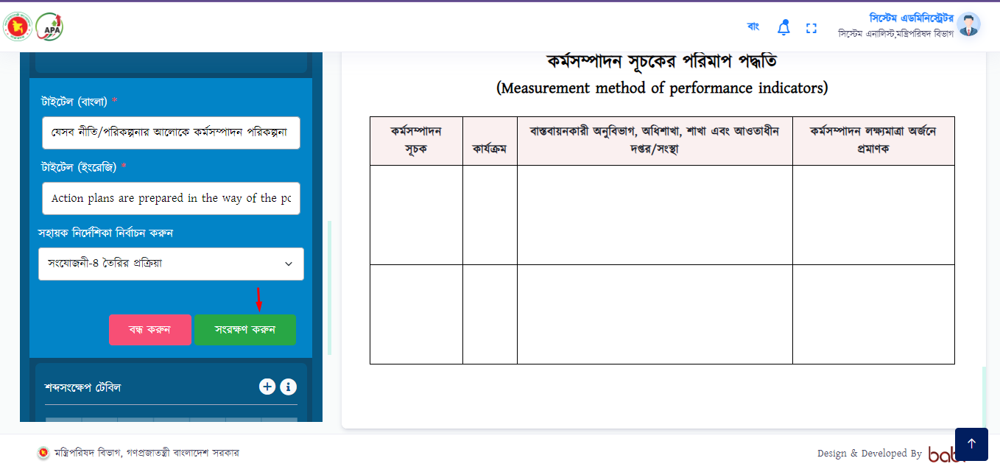 APA
বাং
সিস্টেম এডমিনিস্ট্রেটর
সিস্টেম এনালিস্ট,মন্ত্রিপরিষদ বিভাগ
টাইটেল (বাংলা) *
যেসব নীতি/পরিকল্পনার আলোকে কর্মসম্পাদন পরিকল্পনা
টাইটেল (ইংরেজি) *
Action plans are prepared in the way of the
সহায়ক নির্দেশিকা নির্বাচন করুন
সংযোজনী-৪ তৈরির প্রক্রিয়া
বন্ধ করুন
সংরক্ষণ করুন
শব্দসংক্ষেপ টেবিল
কর্মসম্পাদন সূচকের পরিমাপ পদ্ধতি
(Measurement method of performance indicators)
কর্মসম্পাদন
সূচক
কার্যক্রম
বাস্তবায়নকারী অনুবিভাগ, অধিশাখা, শাখা এবং আওতাধীন
দপ্তর/সংস্থা
কর্মসম্পাদন লক্ষ্যমাত্রা অর্জনে
প্রমাণক
মন্ত্রিপরিষদ বিভাগ, গণপ্রজাতন্ত্রী বাংলাদেশ সরকার
Design & Developed By